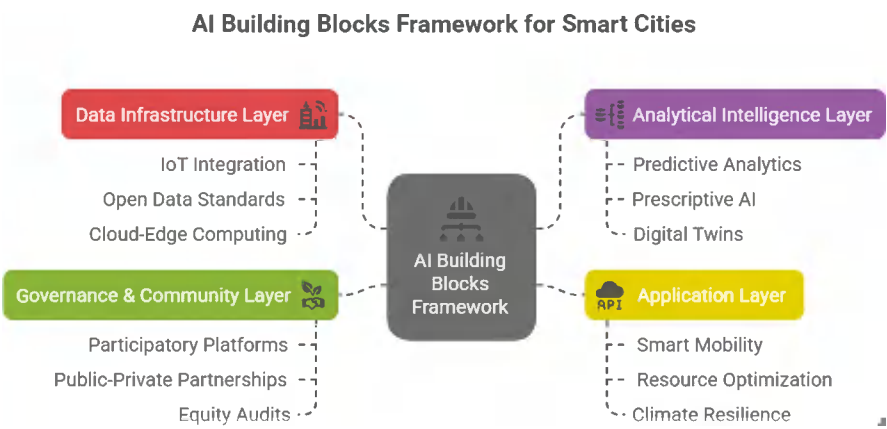 AI Building Blocks Framework for Smart Cities
Data Infrastructure Layer
IoT Integration
Open Data Standards
Cloud-Edge Computing
Governance & Community Layer
Participatory Platforms
Public-Private Partnerships
Equity Audits
AI Building
Blocks
Framework
Analytical Intelligence Layer
Predictive Analytics
Prescriptive AI
Digital Twins
API
Application Layer
Smart Mobility
Resource Optimization
Climate Resilience